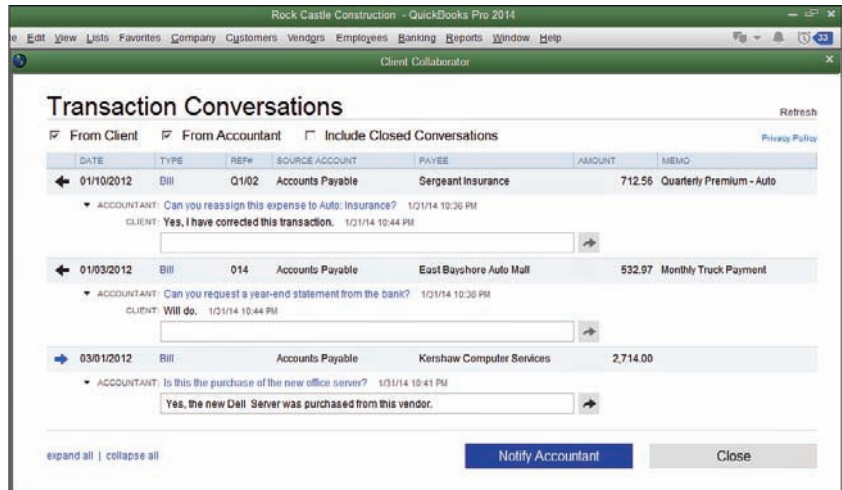 Rock Castle Construction - QuickBooks Pro 2014
e Edit View Lists Favorites Company Customers Vendors Employees Banking Reports Window Help 33
Client Collaborator
Transaction Conversations
Refresh
From Client From Accountant Include Closed Conversations
Privacy Policy
DATE TYPE REF# SOURCE ACCOUNT PAYEE AMOUNT MEMO
01/10/2012 Bill Q1/02 Accounts Payable Sergeant Insurance 712.56 Quarterly Premium - Auto
ACCOUNTANT: Can you reassign this expense to Auto: Insurance? 1/31/14 10:36 PM
CLIENT: Yes, I have corrected this transaction. 1/31/14 10:44 PM
01/03/2012 Bill 014 Accounts Payable East Bayshore Auto Mall 532.97 Monthly Truck Payment
ACCOUNTANT: Can you request a year-end statement from the bank? 1/31/14 10:38 PM
CLIENT: Will do. 1/31/14 10:44 PM
03/01/2012 Bill Accounts Payable Kershaw Computer Services 2,714.00
ACCOUNTANT: Is this the purchase of the new office server? 1/31/14 10:41 PM
Yes, the new Dell Server was purchased from this vendor.
expand all | collapse all Notify Accountant Close